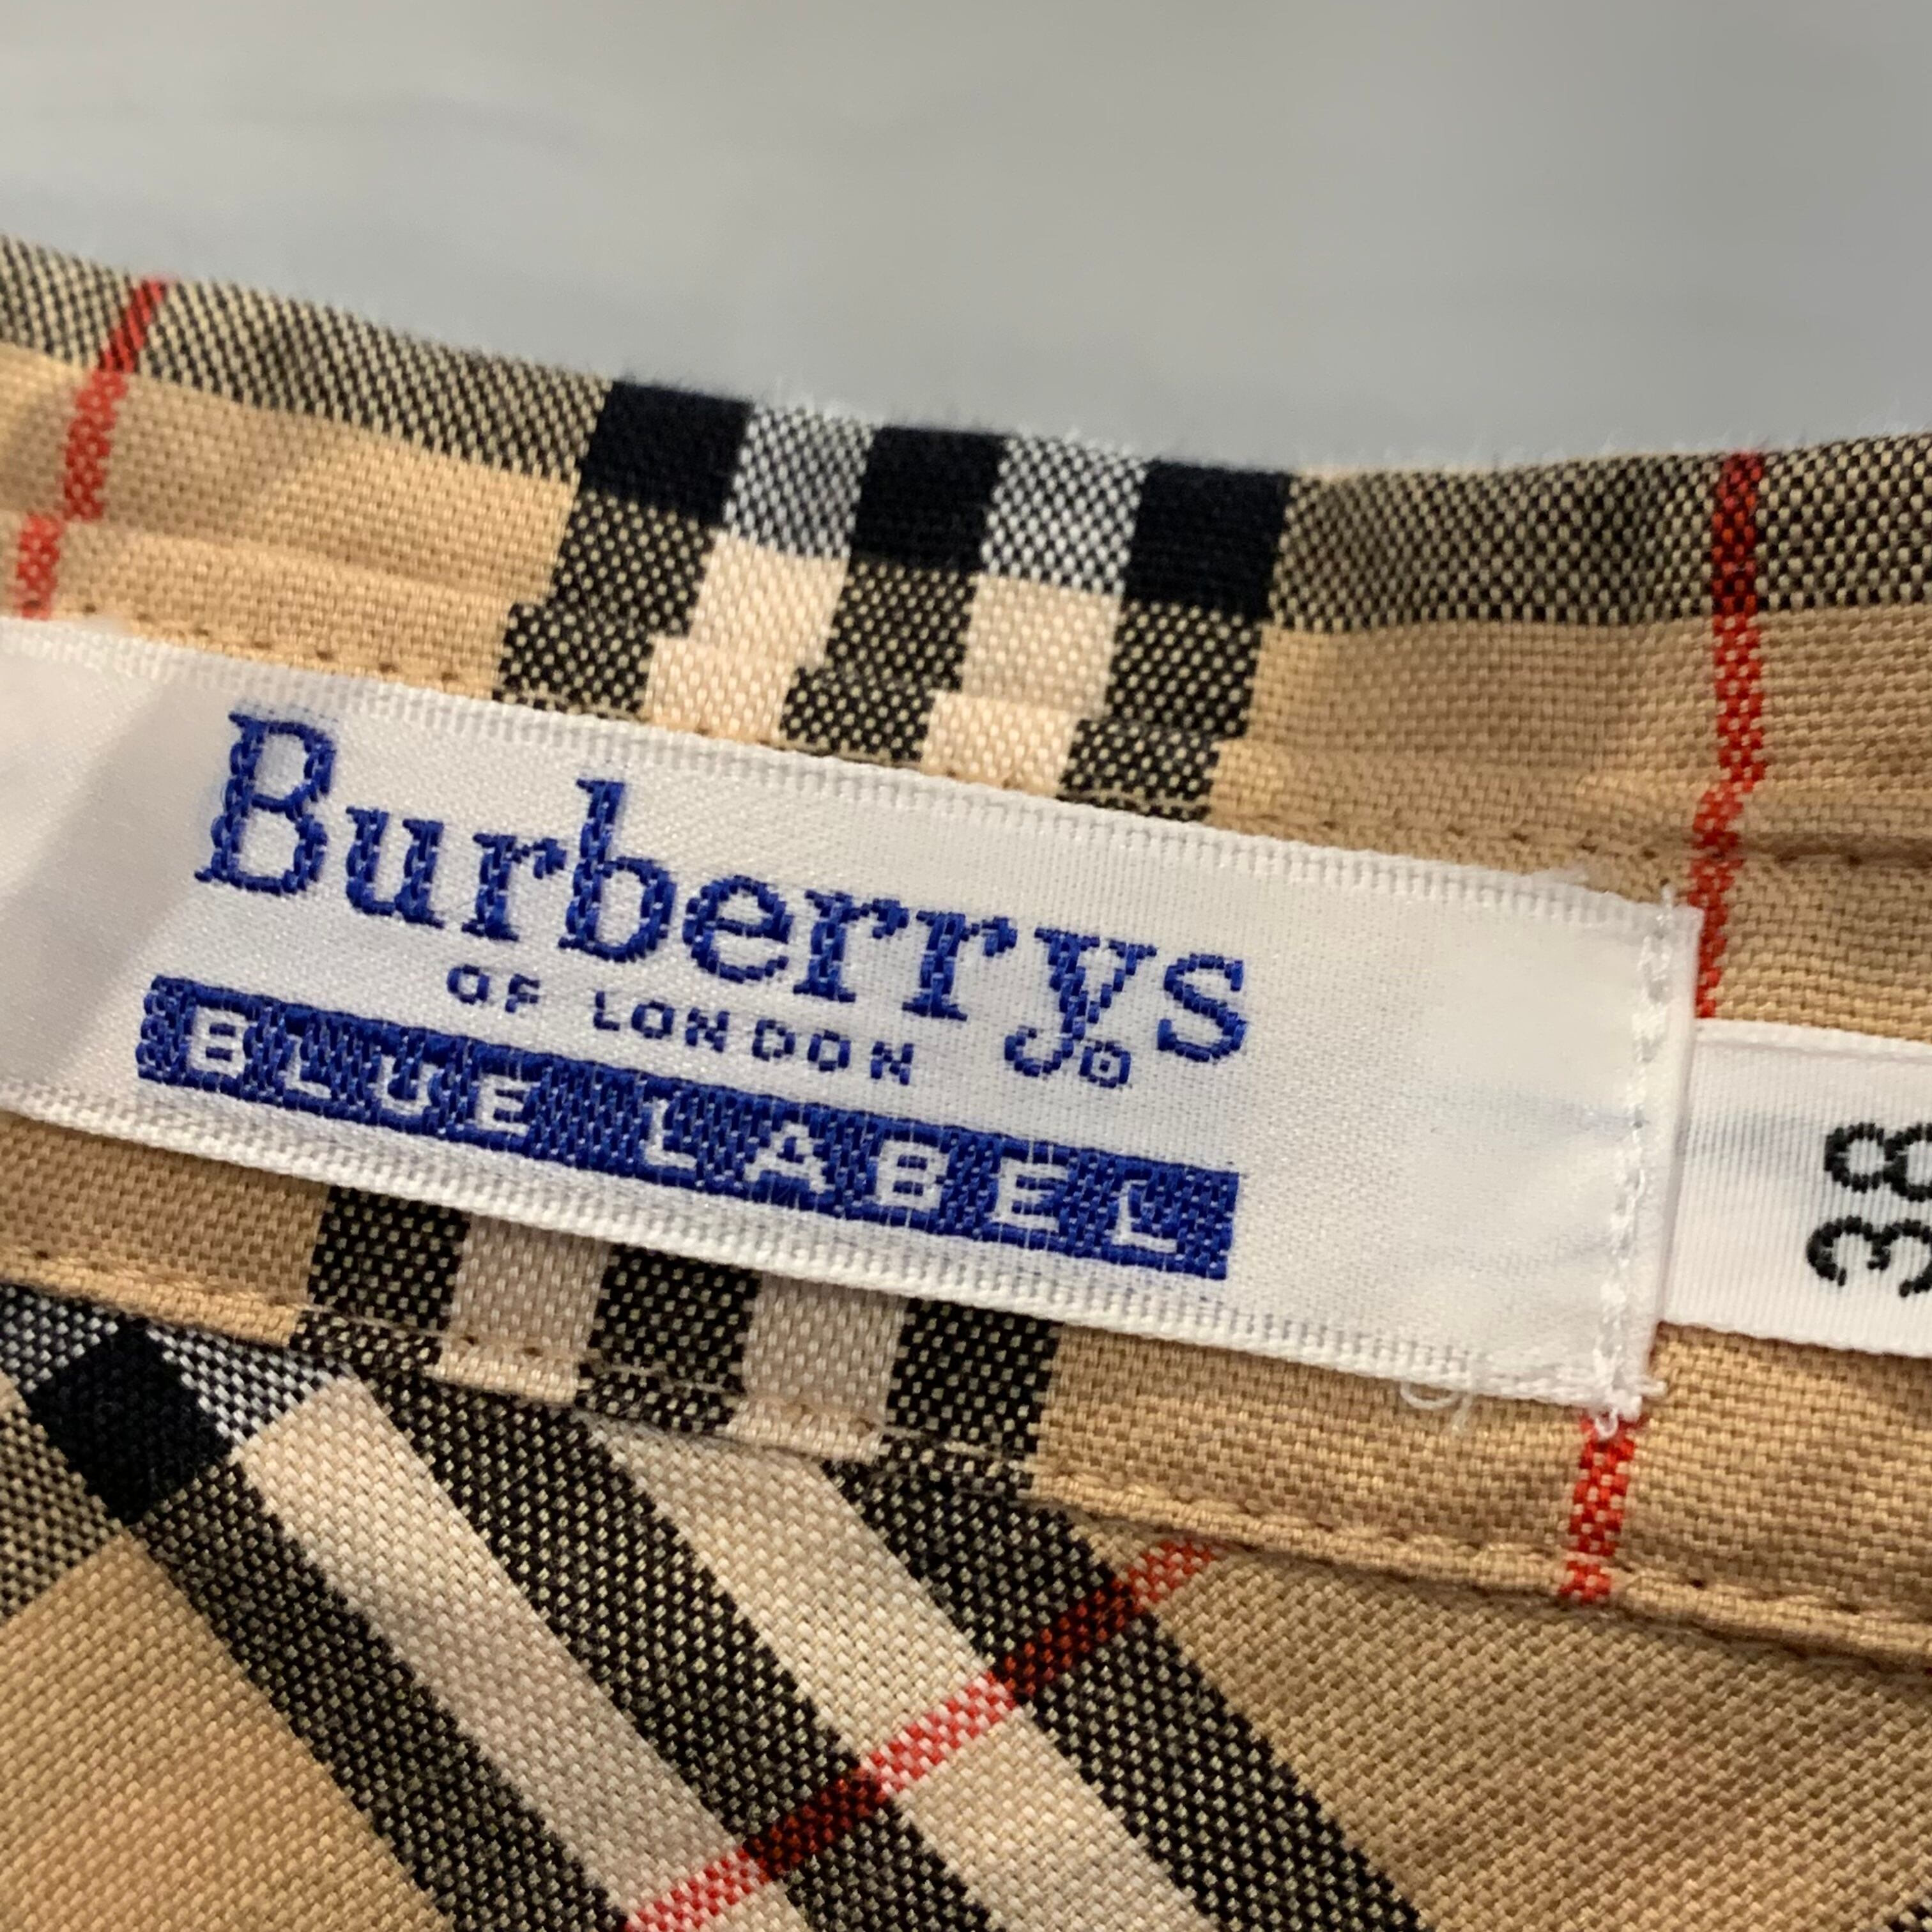 Burberrys
OF LONDON
BLUE LABEL
38